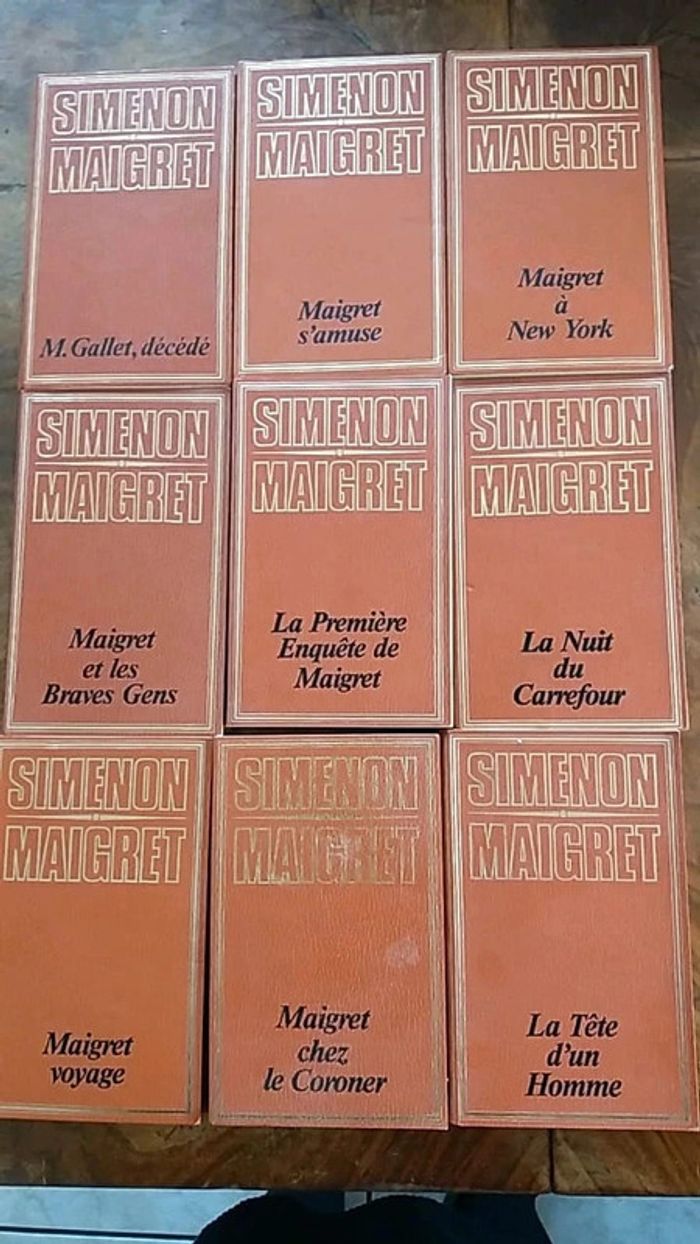 SIMENON
MAIGRET
M. Gallet, décédé
SIMENON
MAIGRET
Maigret
s'amuse
SIMENON
MAIGRET
Maigret
à
New York
SIMENON
MAIGRET
Maigret
et les
Braves Gens
SIMENON
MAIGRET
La Première
Enquête de
Maigret
SIMENON
MAIGRET
La Nuit
du
Carrefour
SIMENON
MAIGRET
Maigret
voyage
SIMENON
MAIGRET
Maigret
chez
le Coroner
SIMENON
MAIGRET
La Tête
d'un
Homme